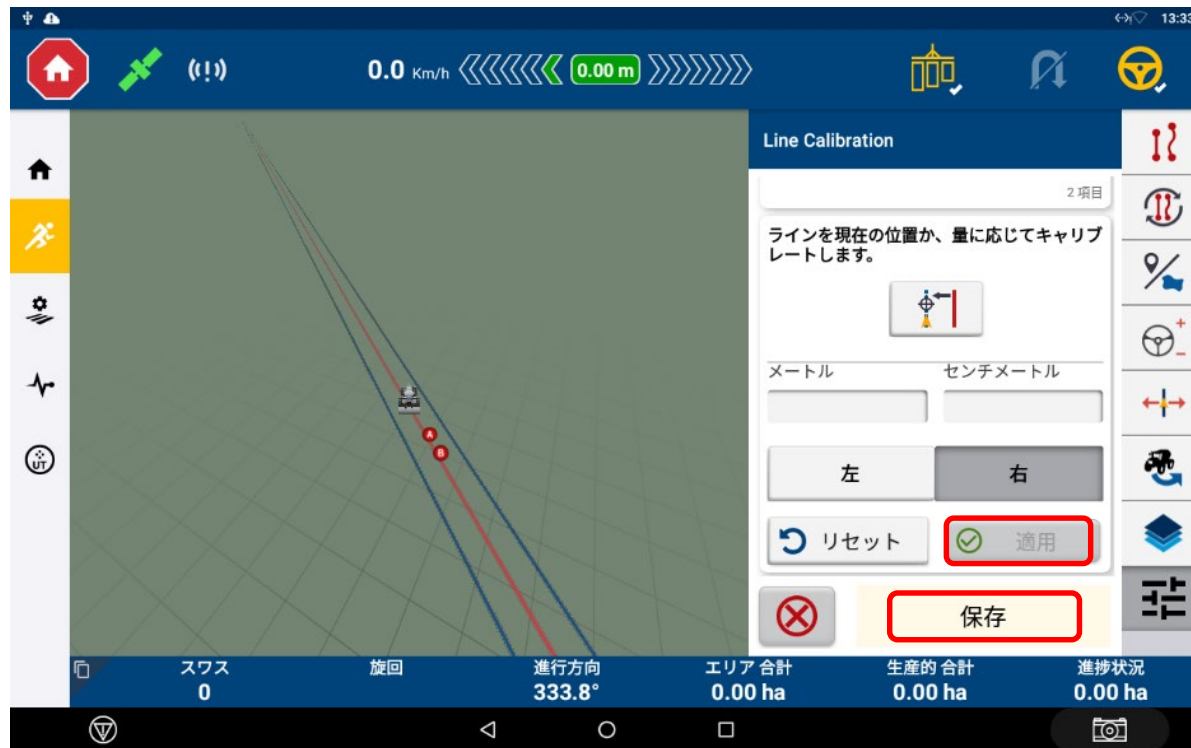 13:33
0.0 Km/h
0.00 m
Line Calibration
2 項目
ラインを現在の位置か、量に応じてキャリブ
レートします。
メートル センチメートル
左 右
リセット 適用
保存
A
B
UT
スワス 旋回 進行方向 エリア 合計 生産的 合計 進捗状況
0 333.8° 0.00 ha 0.00 ha 0.00 ha